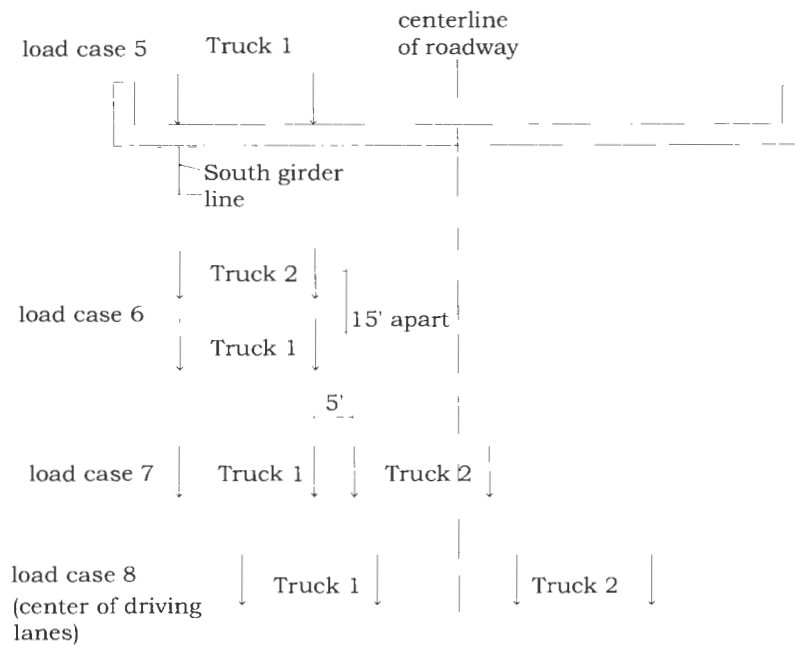 load case 5
Truck 1
centerline
of roadway
South girder
line
load case 6
Truck 2
15' apart
Truck 1
5'
load case 7
Truck 1
Truck 2
load case 8
(center of driving
lanes)
Truck 1
Truck 2